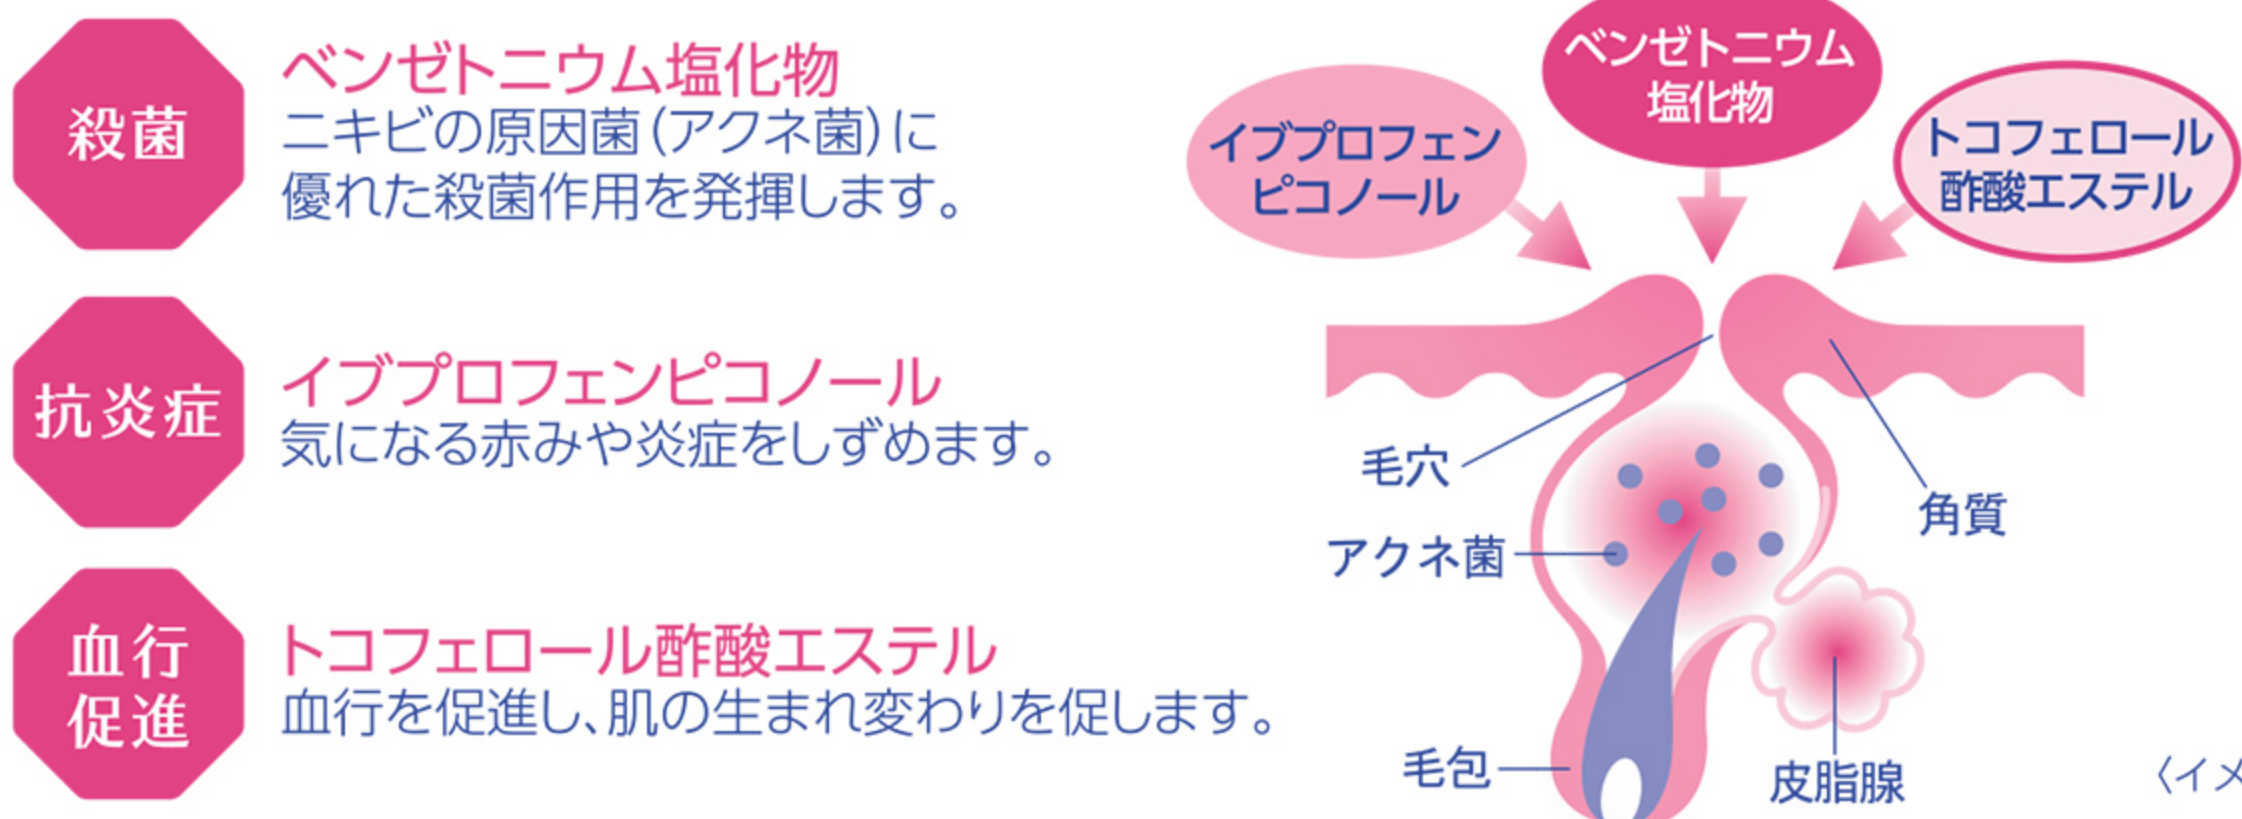 殺菌
ベンゼトニウム塩化物
ニキビの原因菌(アクネ菌)に
優れた殺菌作用を発揮します。
抗炎症
イブプロフェンピコノール
気になる赤みや炎症をしずめます。
血行
促進
トコフェロール酢酸エステル
血行を促進し、肌の生まれ変わりを促します。
イブプロフェン
ピコノール
ベンゼトニウム
塩化物
トコフェロール
酢酸エステル
毛穴
角質
アクネ菌
毛包
皮脂腺
〈イメ